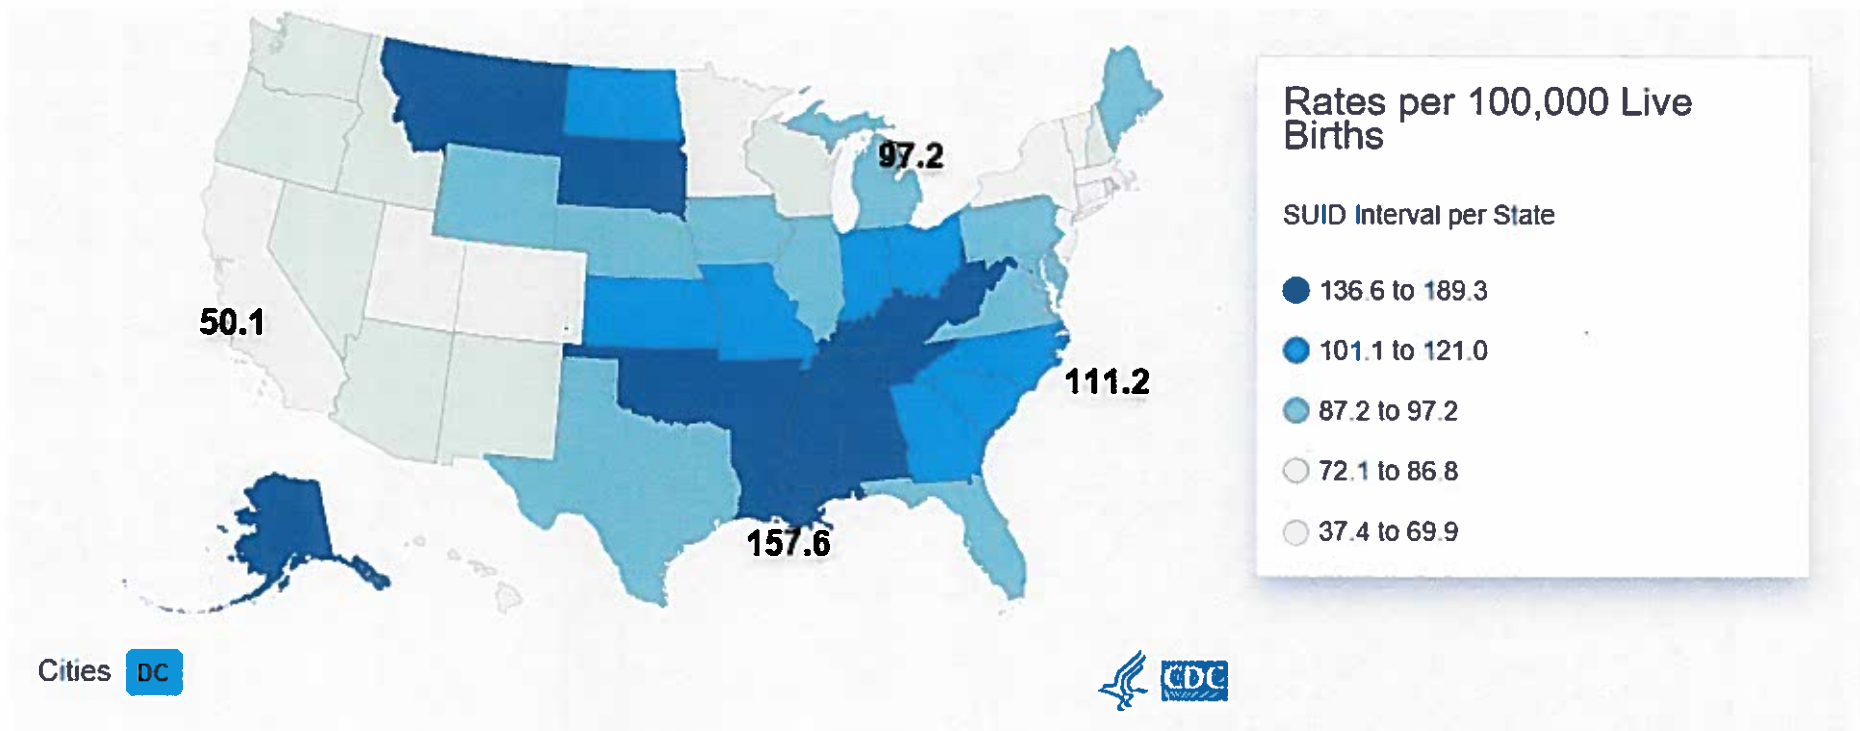 Rates per 100,000 Live
Births
SUID Interval per State
136.6 to 189.3
101.1 to 121.0
87.2 to 97.2
72.1 to 86.8
37.4 to 69.9
97.2
50.1
111.2
157.6
Cities DC
CDC